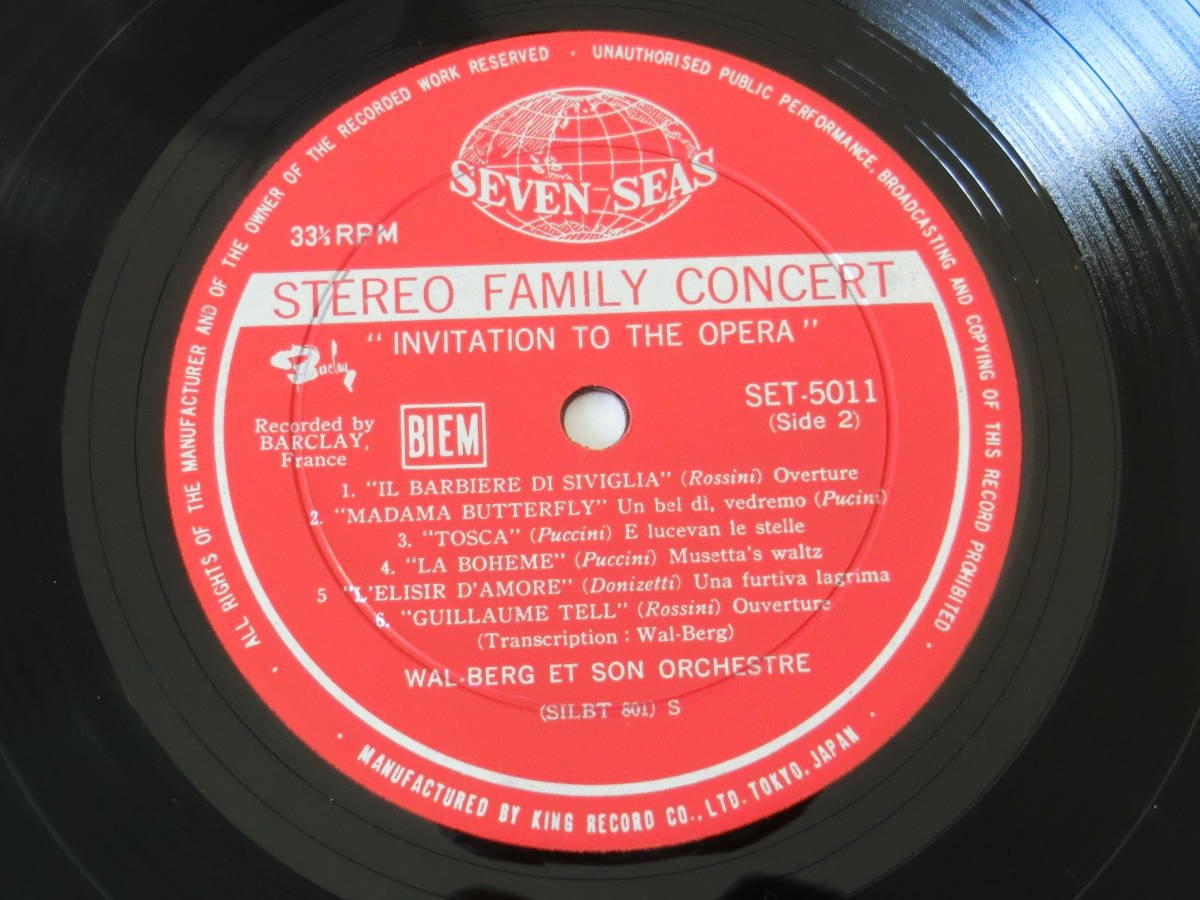 ALL RIGHTS OF THE MANUFACTURER AND OF THE OWNER OF THE RECORDED WORK RESERVED · UNAUTHORISED PUBLIC PERFORMANCE, BROADCASTING AND COPYING OF THIS RECORD PROHIBITED ·
SEVEN SEAS
33⅓ RPM
STEREO FAMILY CONCERT
"INVITATION TO THE OPERA"
Barclay
SET-5011
(Side 2)
Recorded by
BARCLAY,
France
BIEM
1. "IL BARBIERE DI SIVIGLIA" (Rossini) Overture
2. "MADAMA BUTTERFLY" Un bel dì, vedremo (Pucini)
3. "TOSCA" (Puccini) E lucevan le stelle
4. "LA BOHEME" (Puccini) Musetta's waltz
5 "L'ELISIR D'AMORE" (Donizetti) Una furtiva lagrima
6. "GUILLAUME TELL" (Rossini) Ouverture
(Transcription : Wal-Berg)
WAL-BERG ET SON ORCHESTRE
(SILBT 801) S
· MANUFACTURED BY KING RECORD CO., LTD. TOKYO, JAPAN ·